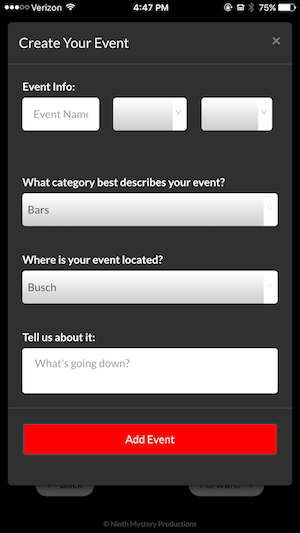 Verizon 4:47 PM 75%
Create Your Event ×
Event Info:
Event Name
What category best describes your event?
Bars
Where is your event located?
Busch
Tell us about it:
What's going down?
Add Event
Back Forward
© Ninth Mystery Productions